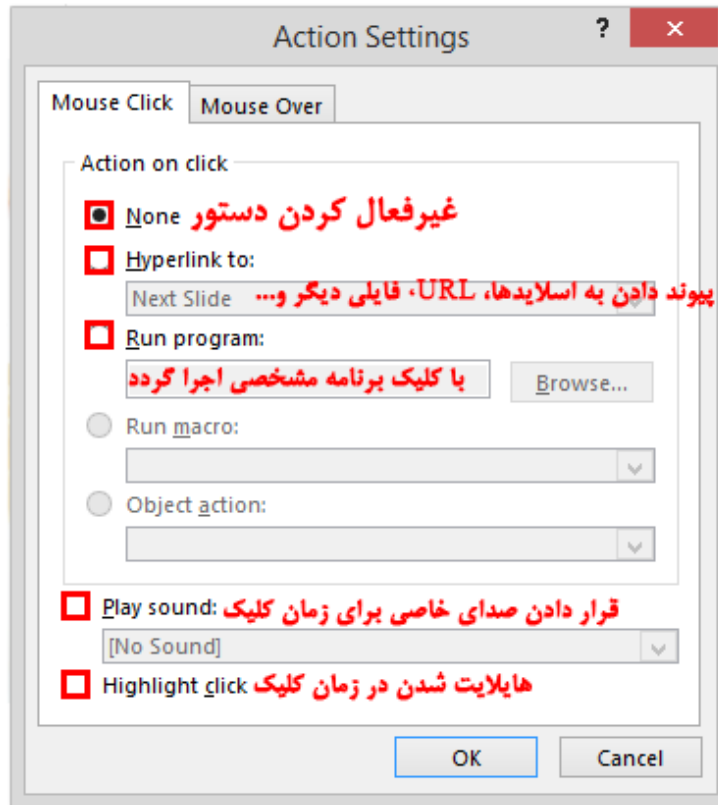 Action Settings ? ×
Mouse Click Mouse Over
Action on click
None غیرفعال کردن دستور
Hyperlink to:
Next Slide پیوند دادن به اسلایدها، URL، فایلی دیگر و...
Run program:
با کلیک برنامه مشخصی اجرا گردد Browse...
Run macro:
Object action:
Play sound: قرار دادن صدای خاصی برای زمان کلیک
[No Sound]
Highlight click هایلایت شدن در زمان کلیک
OK Cancel